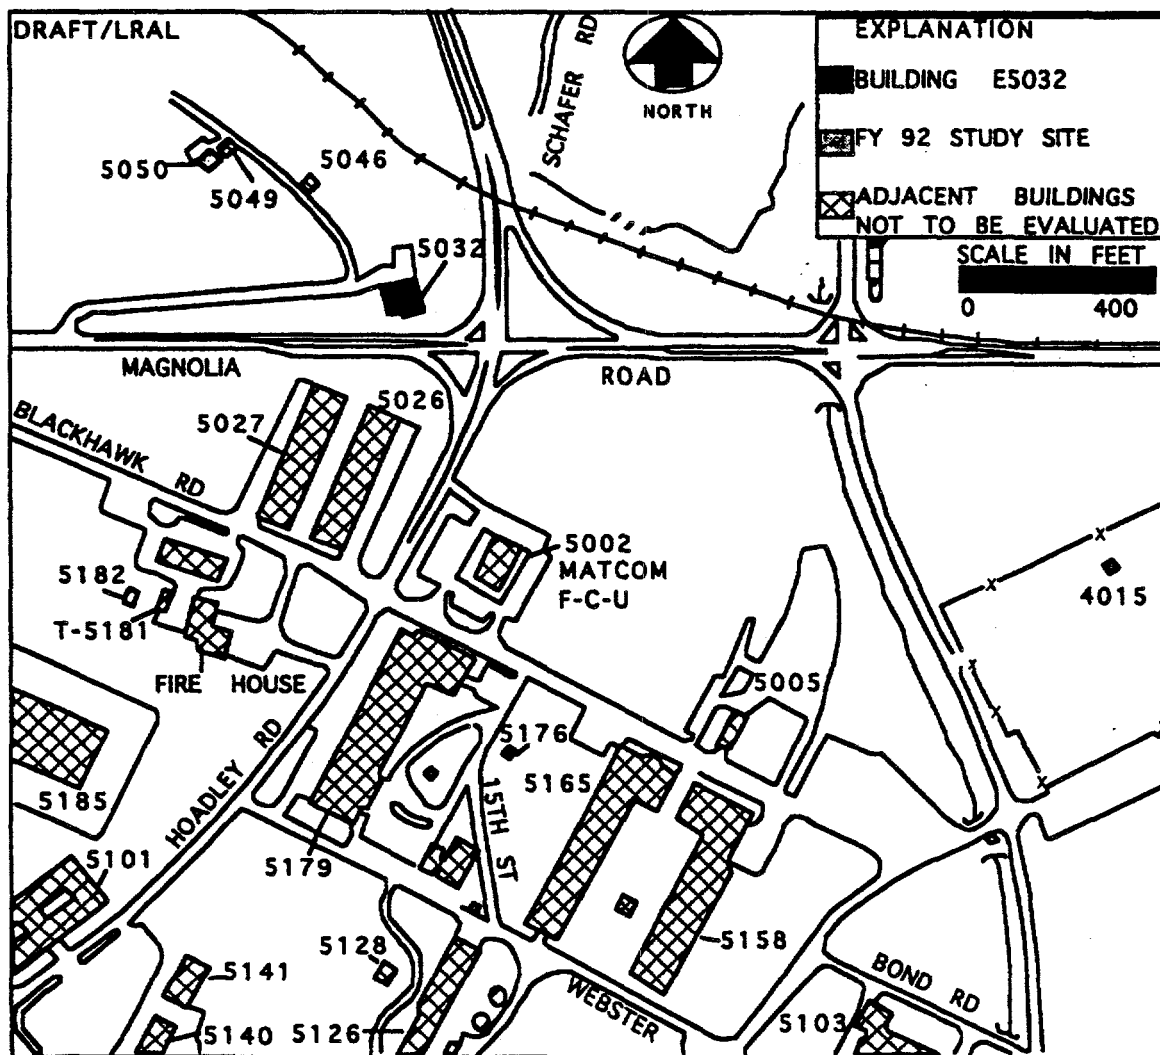 DRAFT/LRAL
SCHAFER RD
NORTH
EXPLANATION
BUILDING E5032
FY 92 STUDY SITE
ADJACENT BUILDINGS
NOT TO BE EVALUATED
SCALE IN FEET
0 400
5050
5049
5046
5032
MAGNOLIA ROAD
BLACKHAWK RD
5027
5026
5002
MATCOM
F-C-U
5182
T-5181
FIRE HOUSE
4015
5005
5185
HOADLEY RD
5176
5165
15TH ST
5179
5101
5158
5128
5141
5140
5126
WEBSTER
BOND RD
5103
x
x
x
x
x
x